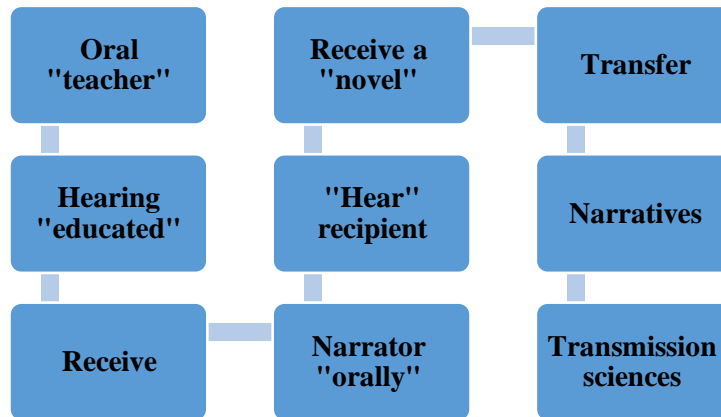 Oral
"teacher"
Hearing
"educated"
Receive
Narrator
"orally"
"Hear"
recipient
Receive a
"novel"
Transfer
Narratives
Transmission
sciences